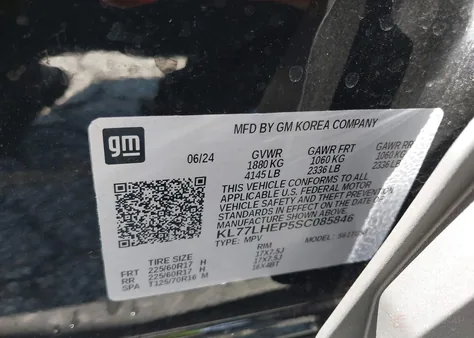 gm
MFD BY GM KOREA COMPANY
06/24 GVWR GAWR FRT GAWR RR
1880 KG 1060 KG 1060 KG
4145 LB 2336 LB 2336 LB
THIS VEHICLE CONFORMS TO ALL
APPLICABLE U.S. FEDERAL MOTOR
VEHICLE SAFETY AND THEFT PREVENTION
STANDARDS IN EFFECT ON THE DATE OF
MANUFACTURE SHOWN ABOVE.
KL77LHEP5SC085846
TYPE: MPV MODEL:
TIRE SIZE RIM
FRT 225/60R17 H 17X7.5J
RR 225/60R17 H 17X7.5J
SPA T125/70R16 M 16X4BT